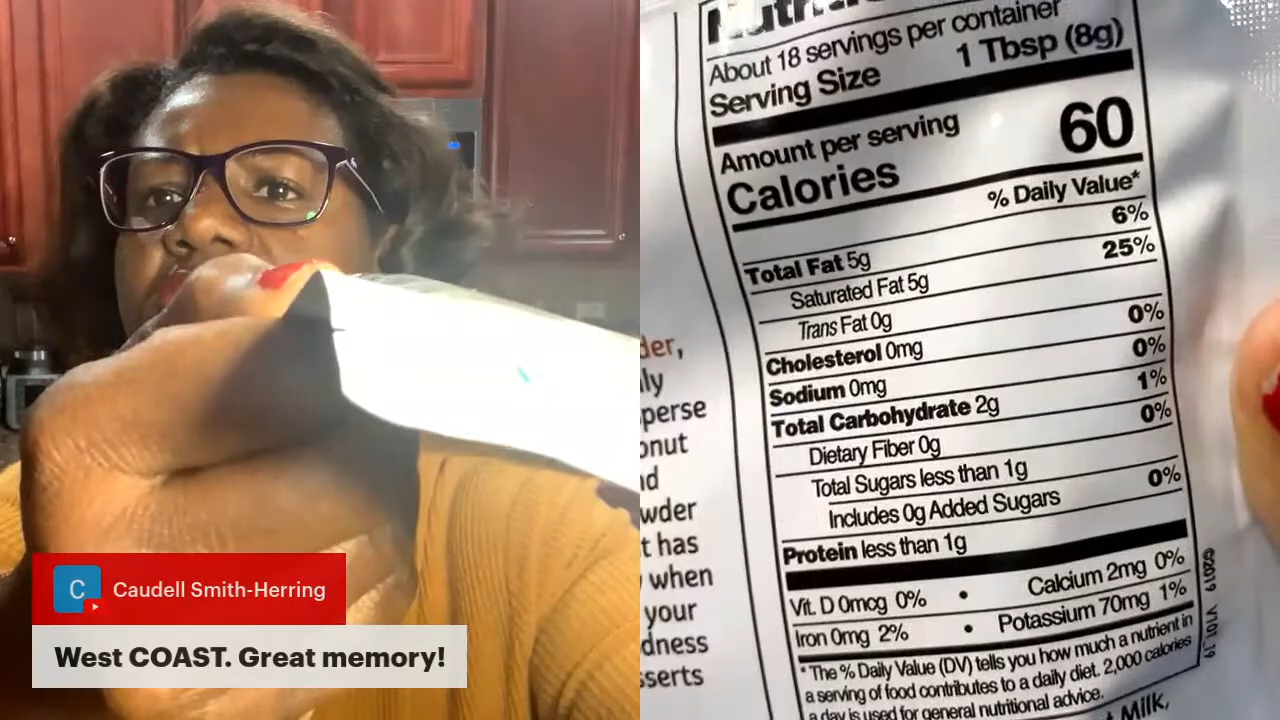 C Caudell Smith-Herring
West COAST. Great memory!
About 18 servings per container
Serving Size 1 Tbsp (8g)
Amount per serving
Calories 60
% Daily Value*
Total Fat 5g 6%
Saturated Fat 5g 25%
Trans Fat 0g
Cholesterol 0mg 0%
Sodium 0mg 0%
Total Carbohydrate 2g 1%
Dietary Fiber 0g 0%
Total Sugars less than 1g
Includes 0g Added Sugars 0%
Protein less than 1g
Vit. D 0mcg 0% • Calcium 2mg 0%
Iron 0mg 2% • Potassium 70mg 1%
* The % Daily Value (DV) tells you how much a nutrient in
a serving of food contributes to a daily diet. 2,000 calories
a day is used for general nutritional advice.
Milk,
©2019 V101_19
der,
perse
wder
t has
when
your